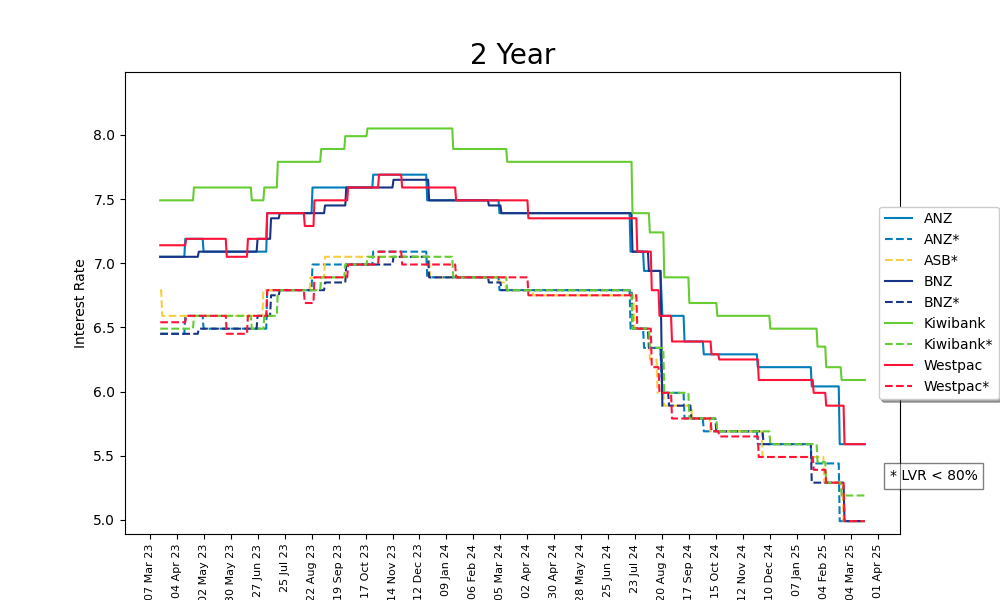 2 Year
Interest Rate
8.0
7.5
7.0
6.5
6.0
5.5
5.0
07 Mar 23
04 Apr 23
02 May 23
30 May 23
27 Jun 23
25 Jul 23
22 Aug 23
19 Sep 23
17 Oct 23
14 Nov 23
12 Dec 23
09 Jan 24
06 Feb 24
05 Mar 24
02 Apr 24
30 Apr 24
28 May 24
25 Jun 24
23 Jul 24
20 Aug 24
17 Sep 24
15 Oct 24
12 Nov 24
10 Dec 24
07 Jan 25
04 Feb 25
04 Mar 25
01 Apr 25
ANZ
ANZ*
ASB*
BNZ
BNZ*
Kiwibank
Kiwibank*
Westpac
Westpac*
* LVR < 80%